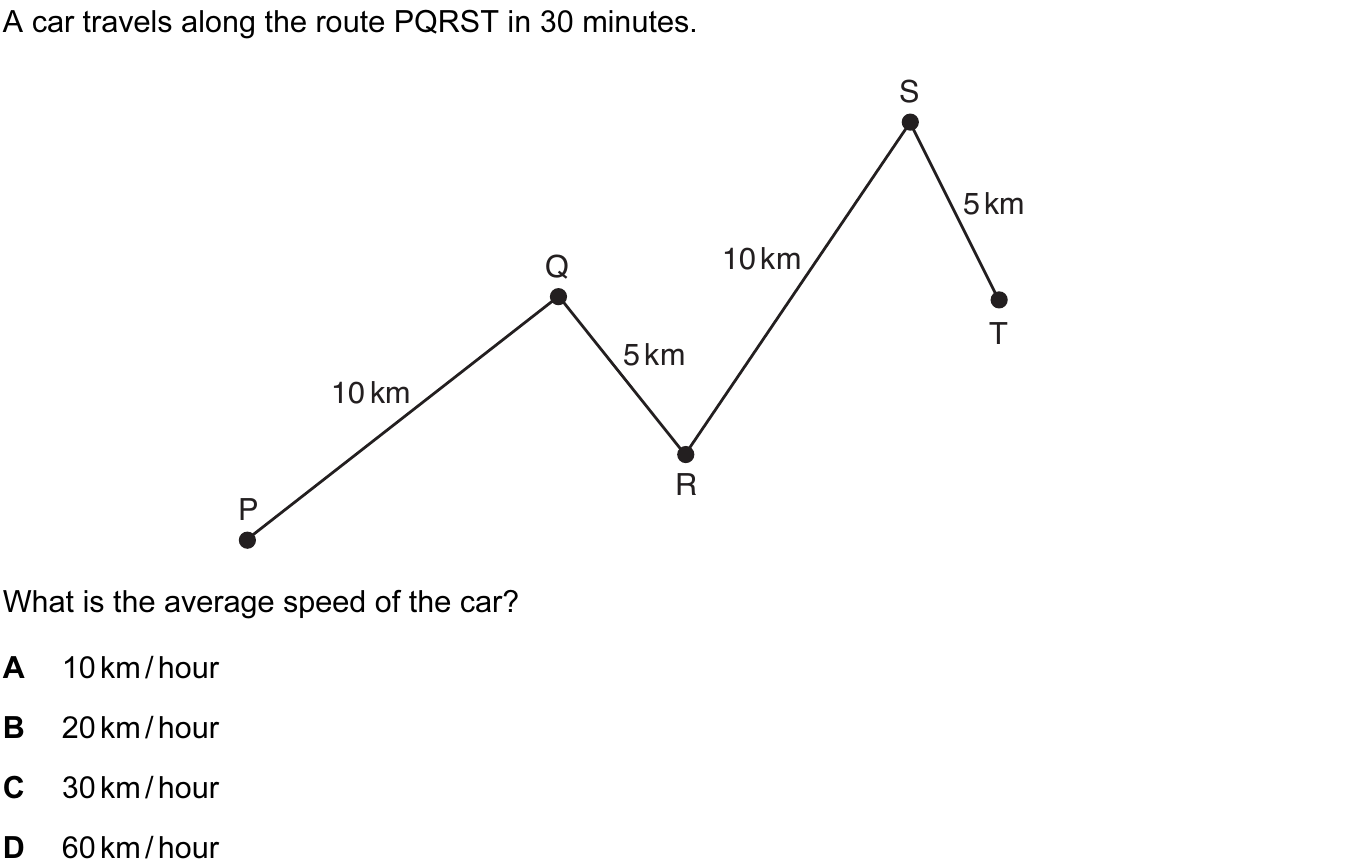 A car travels along the route PQRST in 30 minutes.
S
5 km
Q
10 km
5 km
T
10 km
R
P
What is the average speed of the car?
A 10 km / hour
B 20 km / hour
C 30 km / hour
D 60 km / hour